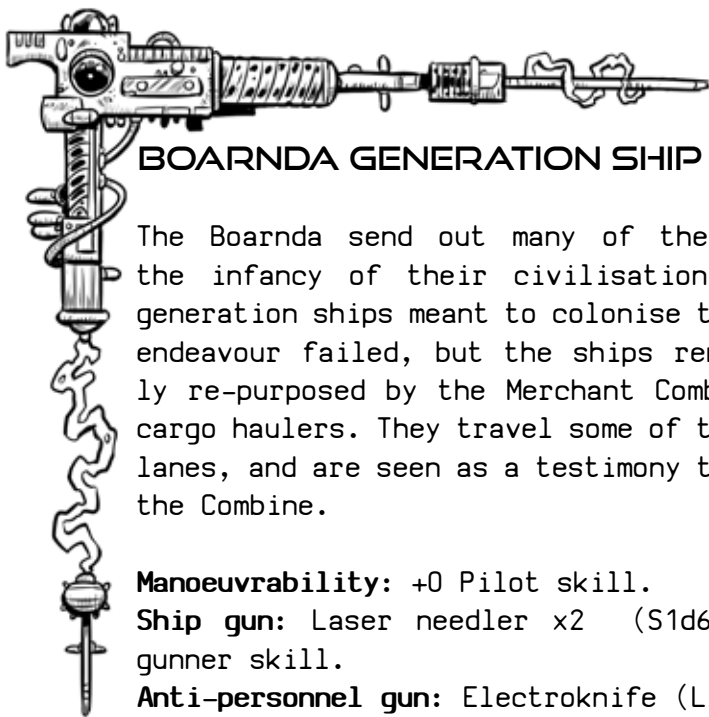 BOARNDA GENERATION SHIP
The Boarnda send out many of the
the infancy of their civilisation
generation ships meant to colonise t
endeavour failed, but the ships rem
ly re-purposed by the Merchant Comb
cargo haulers. They travel some of t
lanes, and are seen as a testimony t
the Combine.
Manoeuvrability: +0 Pilot skill.
Ship gun: Laser needler x2 (S1d6
gunner skill.
Anti-personnel gun: Electroknife (L